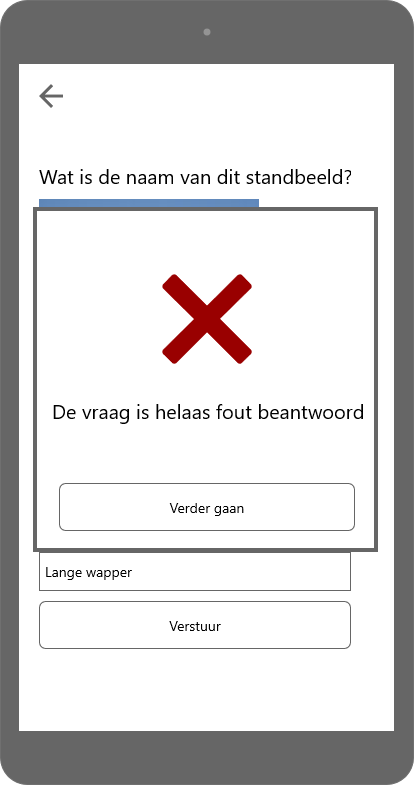 Wat is de naam van dit standbeeld?
De vraag is helaas fout beantwoord
Verder gaan
Lange wapper
Verstuur